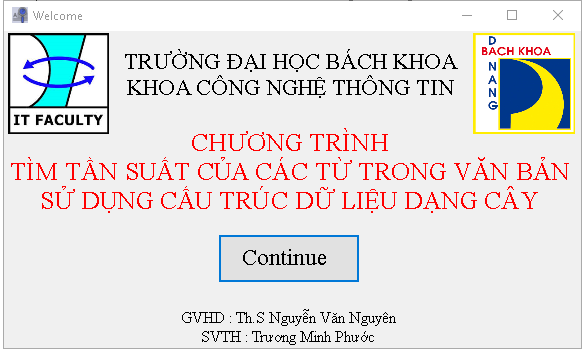 Welcome
TRƯỜNG ĐẠI HỌC BÁCH KHOA
KHOA CÔNG NGHỆ THÔNG TIN
IT FACULTY
DANANG
BÁCH KHOA
CHƯƠNG TRÌNH
TÌM TẦN SUẤT CỦA CÁC TỪ TRONG VĂN BẢN
SỬ DỤNG CẤU TRÚC DỮ LIỆU DẠNG CÂY
Continue
GVHD : Th.S Nguyễn Văn Nguyên
SVTH : Trương Minh Phước